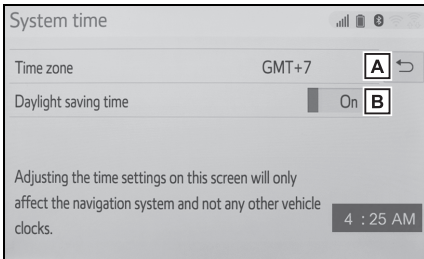 System time
Time zone GMT+7 A
Daylight saving time On B
Adjusting the time settings on this screen will only
affect the navigation system and not any other vehicle
clocks.
4 : 25 AM